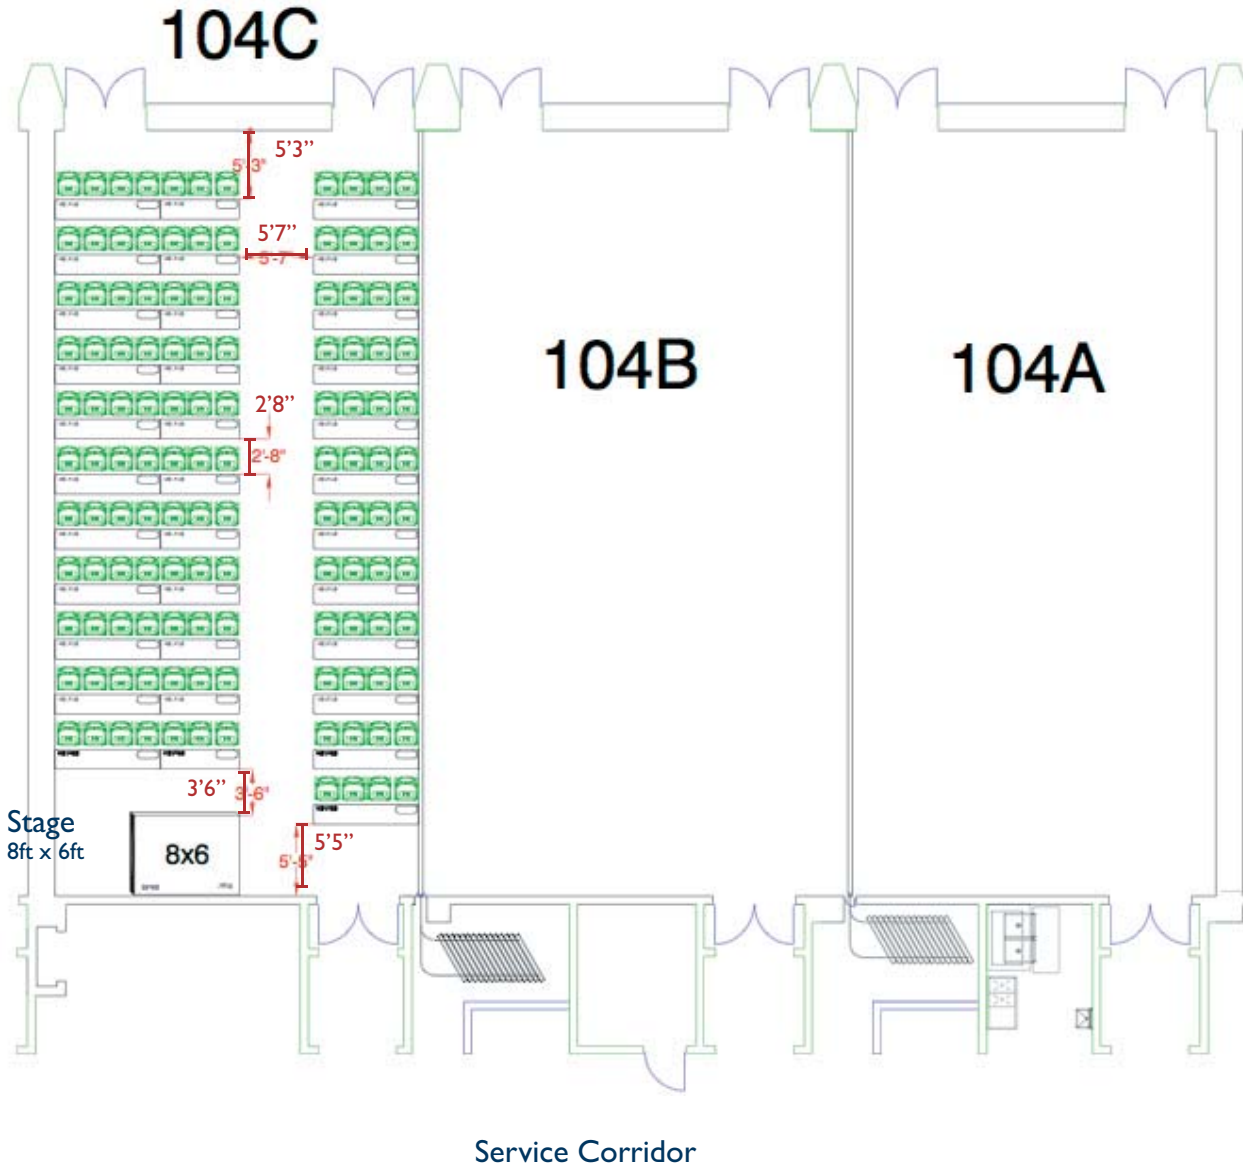 104C
5'3”
5'-3"
5'7”
5'-7"
104B
104A
2'8”
2'-8"
3'6”
3'-6"
Stage
8ft x 6ft
8x6
5'5”
5'-5"
Service Corridor